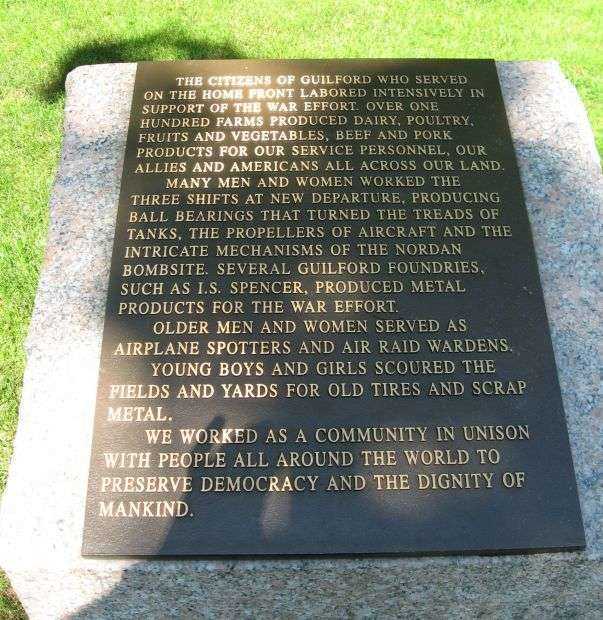 THE CITIZENS OF GUILFORD WHO SERVED
ON THE HOME FRONT LABORED INTENSIVELY IN
SUPPORT OF THE WAR EFFORT. OVER ONE
HUNDRED FARMS PRODUCED DAIRY, POULTRY,
FRUITS AND VEGETABLES, BEEF AND PORK
PRODUCTS FOR OUR SERVICE PERSONNEL, OUR
ALLIES AND AMERICANS ALL ACROSS OUR LAND.
MANY MEN AND WOMEN WORKED THE
THREE SHIFTS AT NEW DEPARTURE, PRODUCING
BALL BEARINGS THAT TURNED THE TREADS OF
TANKS, THE PROPELLERS OF AIRCRAFT AND THE
INTRICATE MECHANISMS OF THE NORDAN
BOMBSITE. SEVERAL GUILFORD FOUNDRIES,
SUCH AS I.S. SPENCER, PRODUCED METAL
PRODUCTS FOR THE WAR EFFORT.
OLDER MEN AND WOMEN SERVED AS
AIRPLANE SPOTTERS AND AIR RAID WARDENS.
YOUNG BOYS AND GIRLS SCOURED THE
FIELDS AND YARDS FOR OLD TIRES AND SCRAP
METAL.
WE WORKED AS A COMMUNITY IN UNISON
WITH PEOPLE ALL AROUND THE WORLD TO
PRESERVE DEMOCRACY AND THE DIGNITY OF
MANKIND.